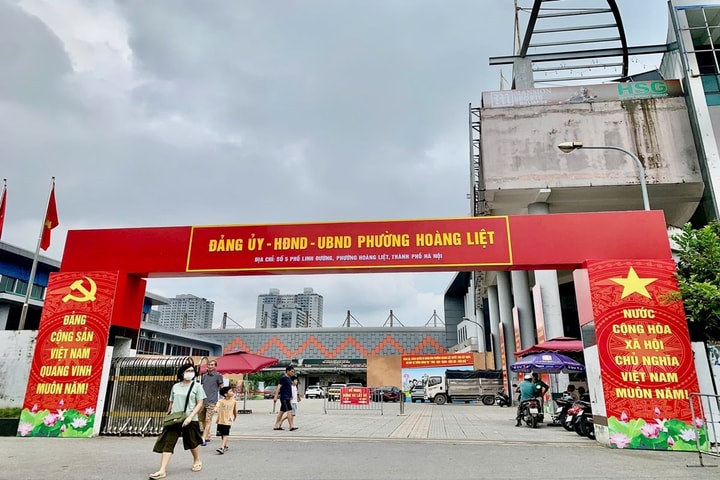 HSG
ĐẢNG ỦY - HĐND - UBND PHƯỜNG HOÀNG LIỆT
ĐỊA CHỈ: SỐ 5 PHỐ LINH ĐƯỜNG, PHƯỜNG HOÀNG LIỆT, THÀNH PHỐ HÀ NỘI
ĐẢNG
CỘNG SẢN
VIỆT NAM
QUANG VINH
MUÔN NĂM!
NƯỚC
CỘNG HÒA
XÃ HỘI
CHỦ NGHĨA
VIỆT NAM
MUÔN NĂM!